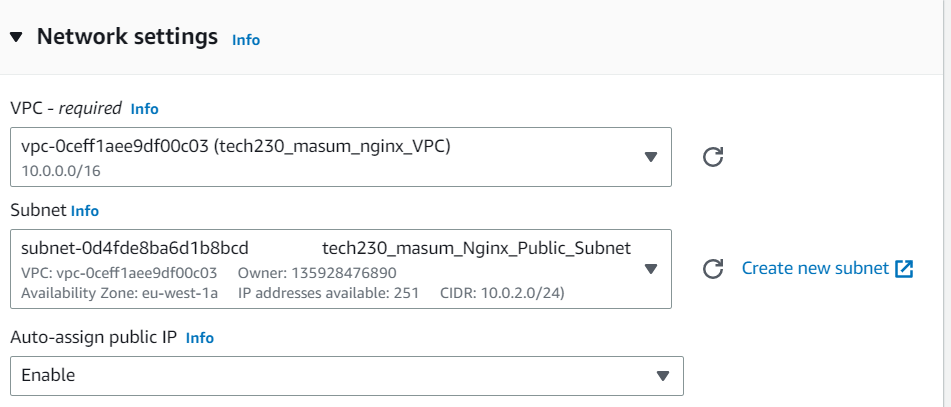 Network settings Info
VPC - required Info
vpc-0ceff1aee9df00c03 (tech230_masum_nginx_VPC)
10.0.0.0/16
Subnet Info
subnet-0d4fde8ba6d1b8bcd tech230_masum_Nginx_Public_Subnet
VPC: vpc-0ceff1aee9df00c03 Owner: 135928476890
Availability Zone: eu-west-1a IP addresses available: 251 CIDR: 10.0.2.0/24)
Create new subnet
Auto-assign public IP Info
Enable